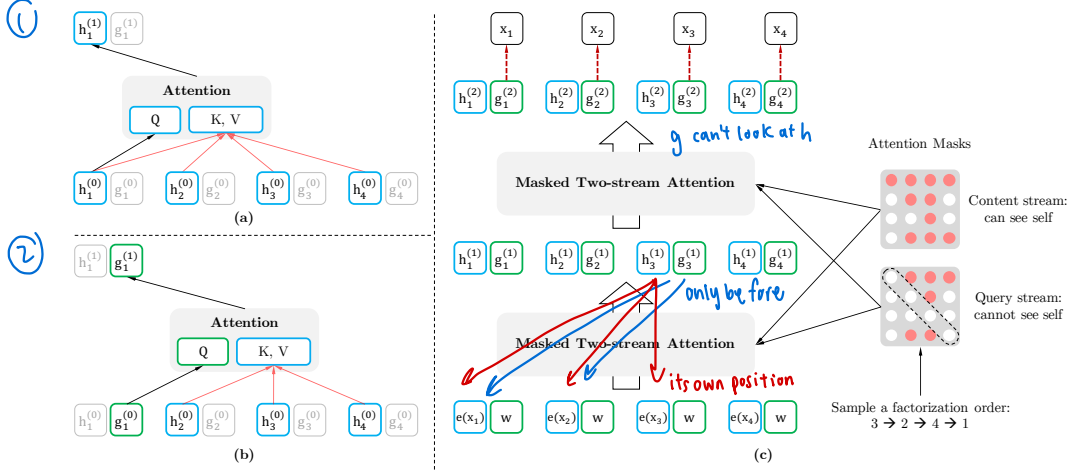 ①
h₁⁽¹⁾ g₁⁽¹⁾
Attention
Q K, V
h₁⁽⁰⁾ g₁⁽⁰⁾ h₂⁽⁰⁾ g₂⁽⁰⁾ h₃⁽⁰⁾ g₃⁽⁰⁾ h₄⁽⁰⁾ g₄⁽⁰⁾
(a)
②
h₁⁽¹⁾ g₁⁽¹⁾
Attention
Q K, V
h₁⁽⁰⁾ g₁⁽⁰⁾ h₂⁽⁰⁾ g₂⁽⁰⁾ h₃⁽⁰⁾ g₃⁽⁰⁾ h₄⁽⁰⁾ g₄⁽⁰⁾
(b)
x₁ x₂ x₃ x₄
h₁⁽²⁾ g₁⁽²⁾ h₂⁽²⁾ g₂⁽²⁾ h₃⁽²⁾ g₃⁽²⁾ h₄⁽²⁾ g₄⁽²⁾
g can't look at h
Masked Two-stream Attention
h₁⁽¹⁾ g₁⁽¹⁾ h₂⁽¹⁾ g₂⁽¹⁾ h₃⁽¹⁾ g₃⁽¹⁾ h₄⁽¹⁾ g₄⁽¹⁾
only before
Masked Two-stream Attention
its own position
e(x₁) w e(x₂) w e(x₃) w e(x₄) w
(c)
Attention Masks
Content stream:
can see self
Query stream:
cannot see self
Sample a factorization order:
3 → 2 → 4 → 1